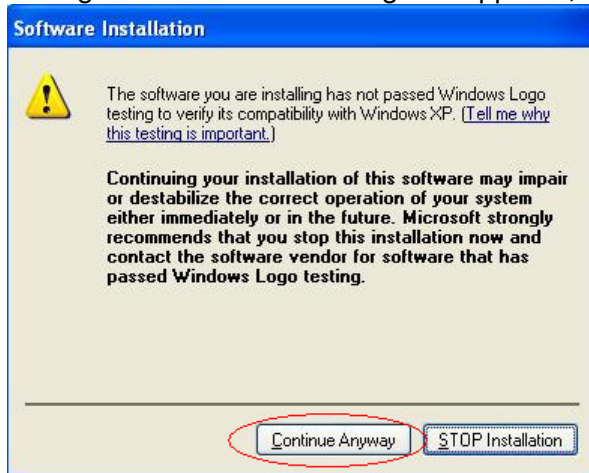 Software Installation
The software you are installing has not passed Windows Logo
testing to verify its compatibility with Windows XP. (Tell me why
this testing is important.)
Continuing your installation of this software may impair
or destabilize the correct operation of your system
either immediately or in the future. Microsoft strongly
recommends that you stop this installation now and
contact the software vendor for software that has
passed Windows Logo testing.
Continue Anyway STOP Installation